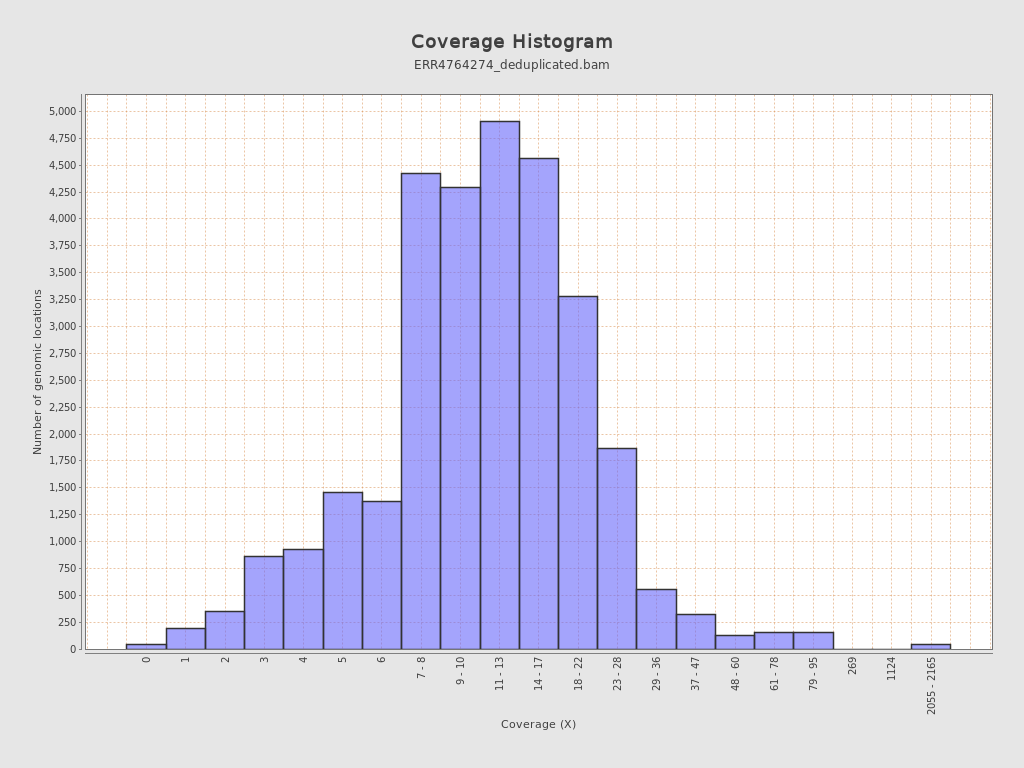 Coverage Histogram
ERR4764274_deduplicated.bam
Number of genomic locations
5,000
4,750
4,500
4,250
4,000
3,750
3,500
3,250
3,000
2,750
2,500
2,250
2,000
1,750
1,500
1,250
1,000
750
500
250
0
0
1
2
3
4
5
6
7 - 8
9 - 10
11 - 13
14 - 17
18 - 22
23 - 28
29 - 36
37 - 47
48 - 60
61 - 78
79 - 95
269
1124
2055 - 2165
Coverage (X)